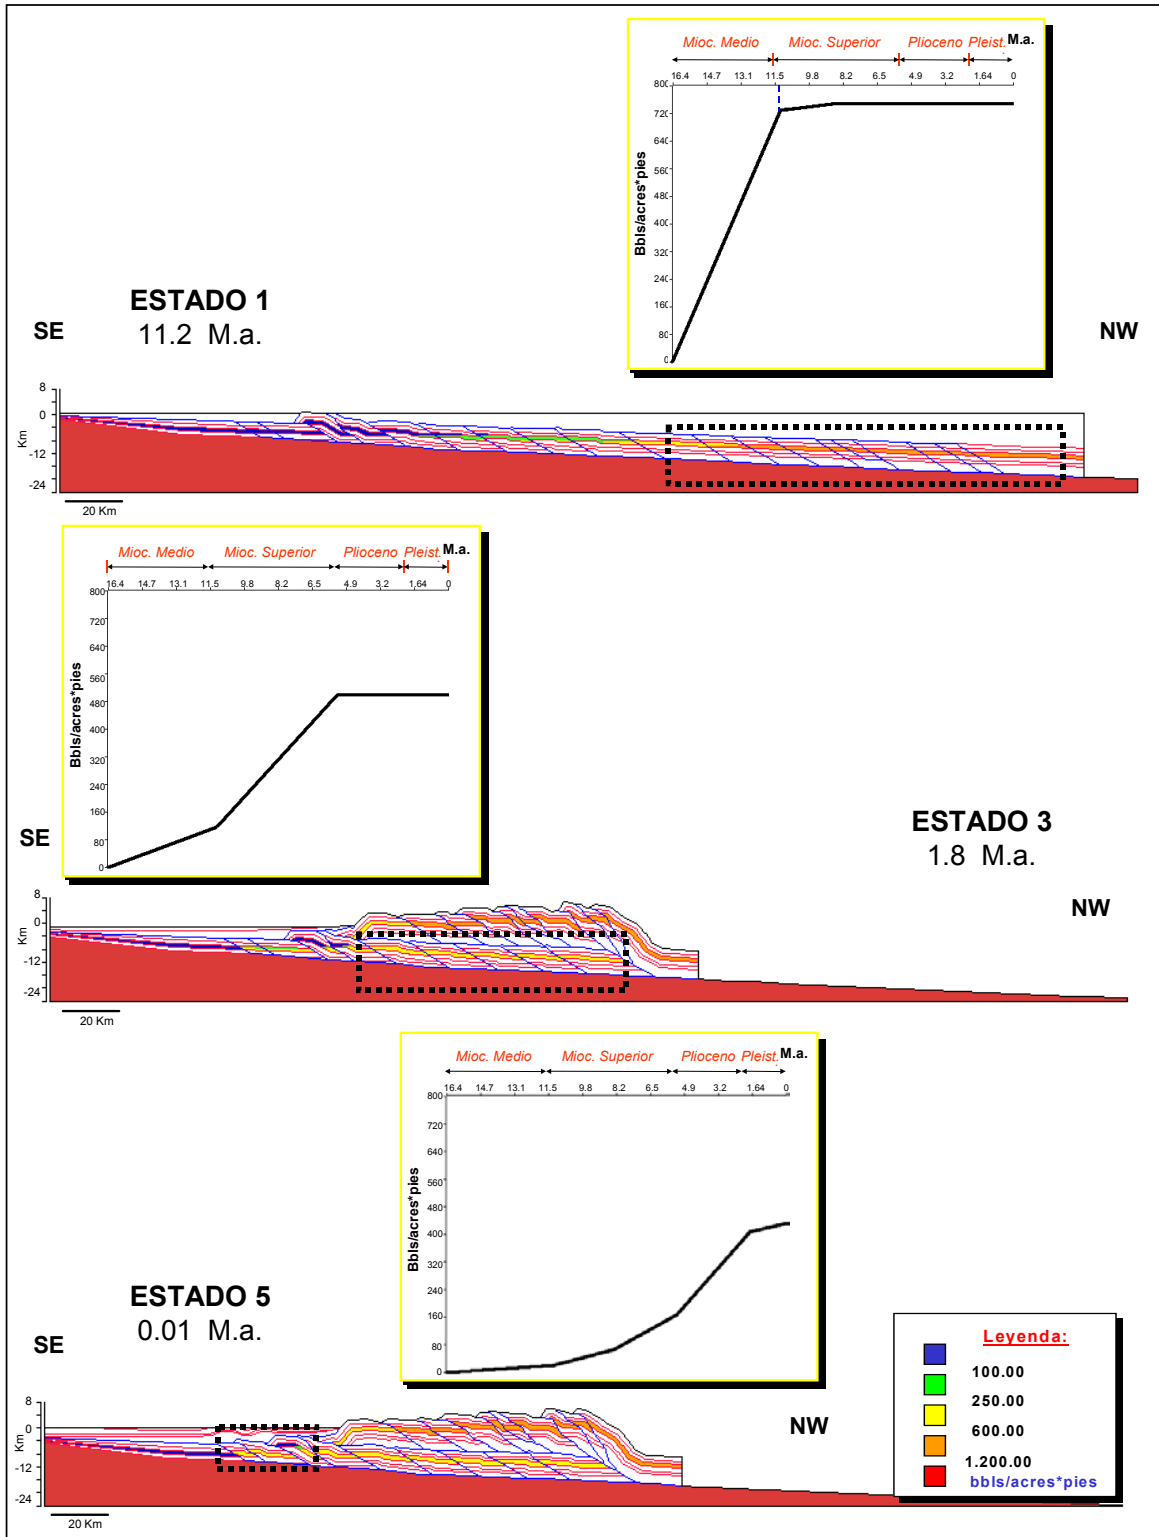 Mioc. Medio Mioc. Superior Plioceno Pleist. M.a.
16.4 14.7 13.1 11.5 9.8 8.2 6.5 4.9 3.2 1.64 0
800
720
640
560
480
400
320
240
160
80
0
Bbls/acres*pies
ESTADO 1
11.2 M.a.
SE
NW
8
0
-12
-24
Km
20 Km
Mioc. Medio Mioc. Superior Plioceno Pleist. M.a.
16.4 14.7 13.1 11.5 9.8 8.2 6.5 4.9 3.2 1,64 0
800
720
640
560
480
400
320
240
160
80
0
Bbls/acres*pies
SE
ESTADO 3
1.8 M.a.
NW
8
0
-12
-24
Km
20 Km
Mioc. Medio Mioc. Superior Plioceno Pleist. M.a.
16.4 14.7 13.1 11.5 9.8 8.2 6.5 4.9 3.2 1.64 0
800
720
640
560
480
400
320
240
160
80
0
Bbls/acres*pies
ESTADO 5
0.01 M.a.
SE
NW
8
0
-12
-24
Km
20 Km
Leyenda:
100.00
250.00
600.00
1.200.00
bbls/acres*pies